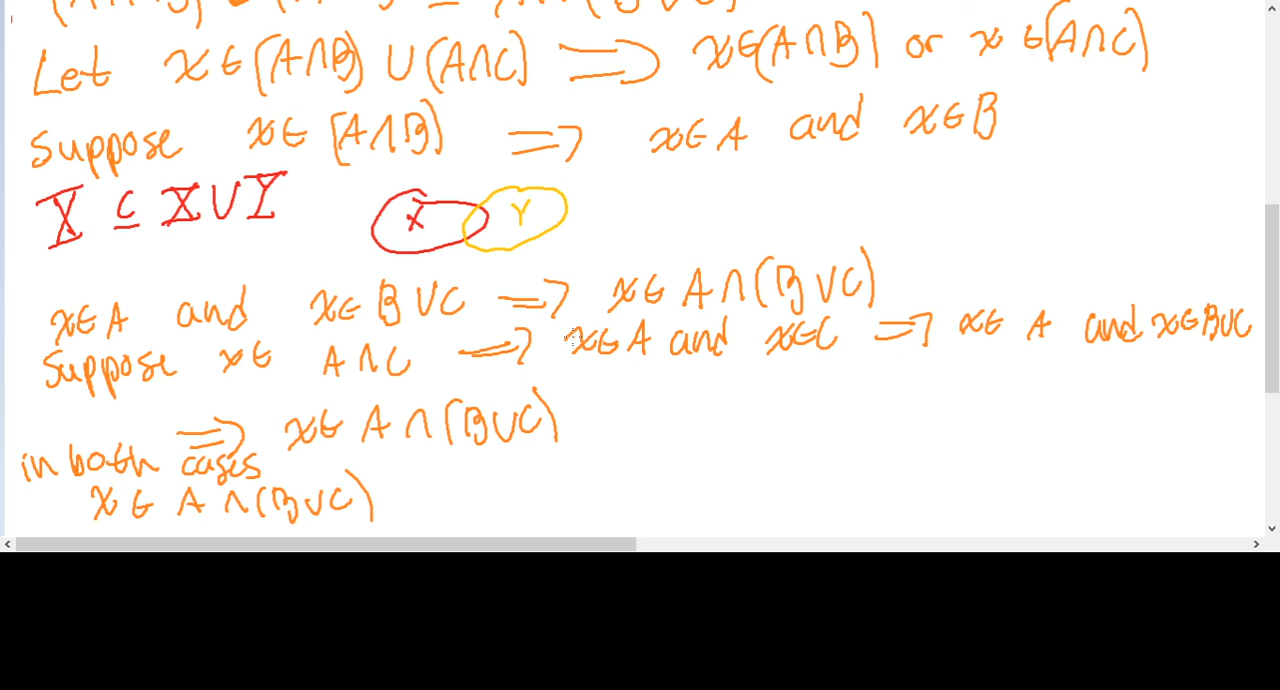 Let x ∈ (A∩B) ∪ (A∩C) ⟹ x∈(A∩B) or x ∈(A∩C)
Suppose x∈ (A∩B) ⟹ x∈A and x∈B
X ⊆ X∪Y
X Y
x∈A and x∈ B∪C ⟹ x∈ A∩(B∪C)
Suppose x∈ A∩C ⟹ x∈A and x∈C ⟹ x∈ A and x∈B∪C
⟹ x∈ A∩(B∪C)
in both cases
x ∈ A∩(B∪C)